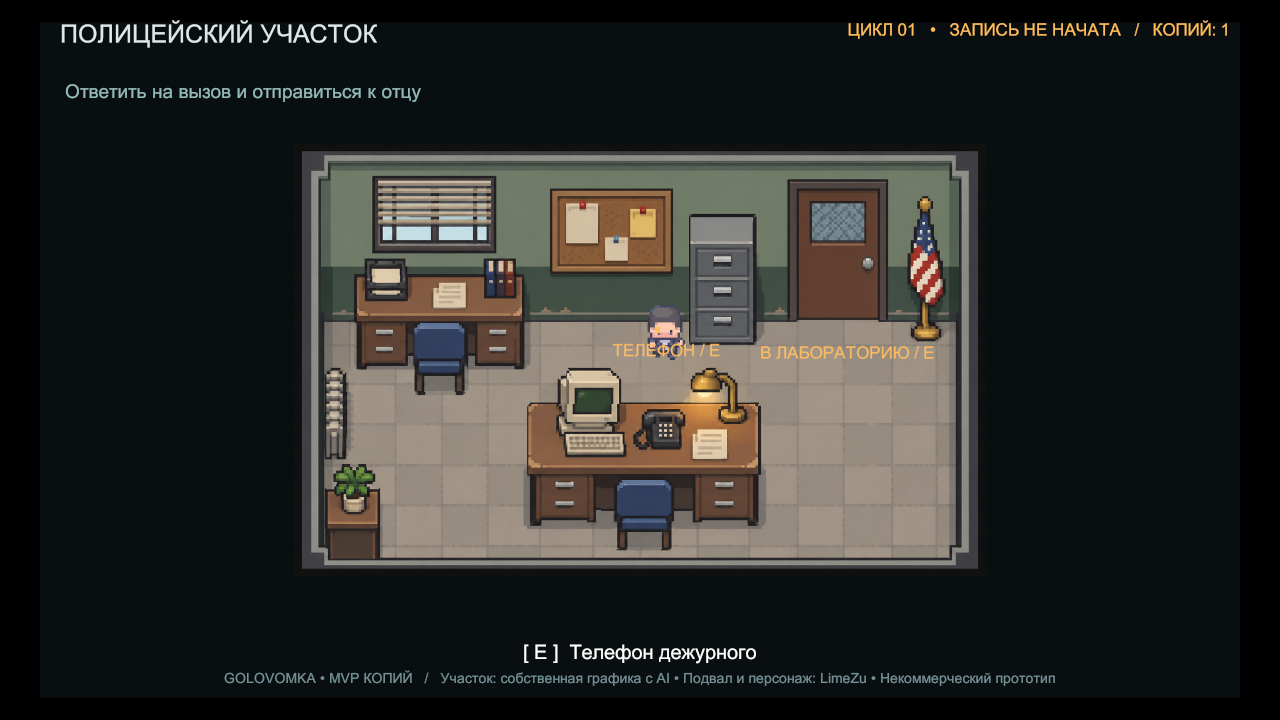 ПОЛИЦЕЙСКИЙ УЧАСТОК
ЦИКЛ 01 • ЗАПИСЬ НЕ НАЧАТА / КОПИЙ: 1
Ответить на вызов и отправиться к отцу
ТЕЛЕФОН / E
В ЛАБОРАТОРИЮ / E
[ E ] Телефон дежурного
GOLOVOMKA • MVP КОПИЙ / Участок: собственная графика с AI • Подвал и персонаж: LimeZu • Некоммерческий прототип